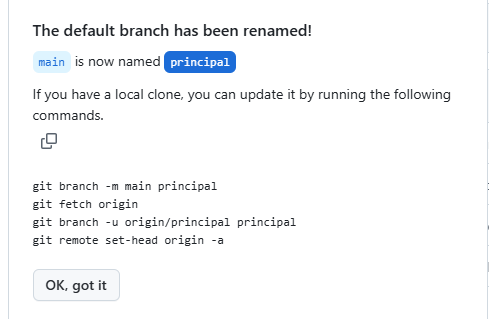 The default branch has been renamed!
main is now named principal
If you have a local clone, you can update it by running the following
commands.
git branch -m main principal
git fetch origin
git branch -u origin/principal principal
git remote set-head origin -a
OK, got it